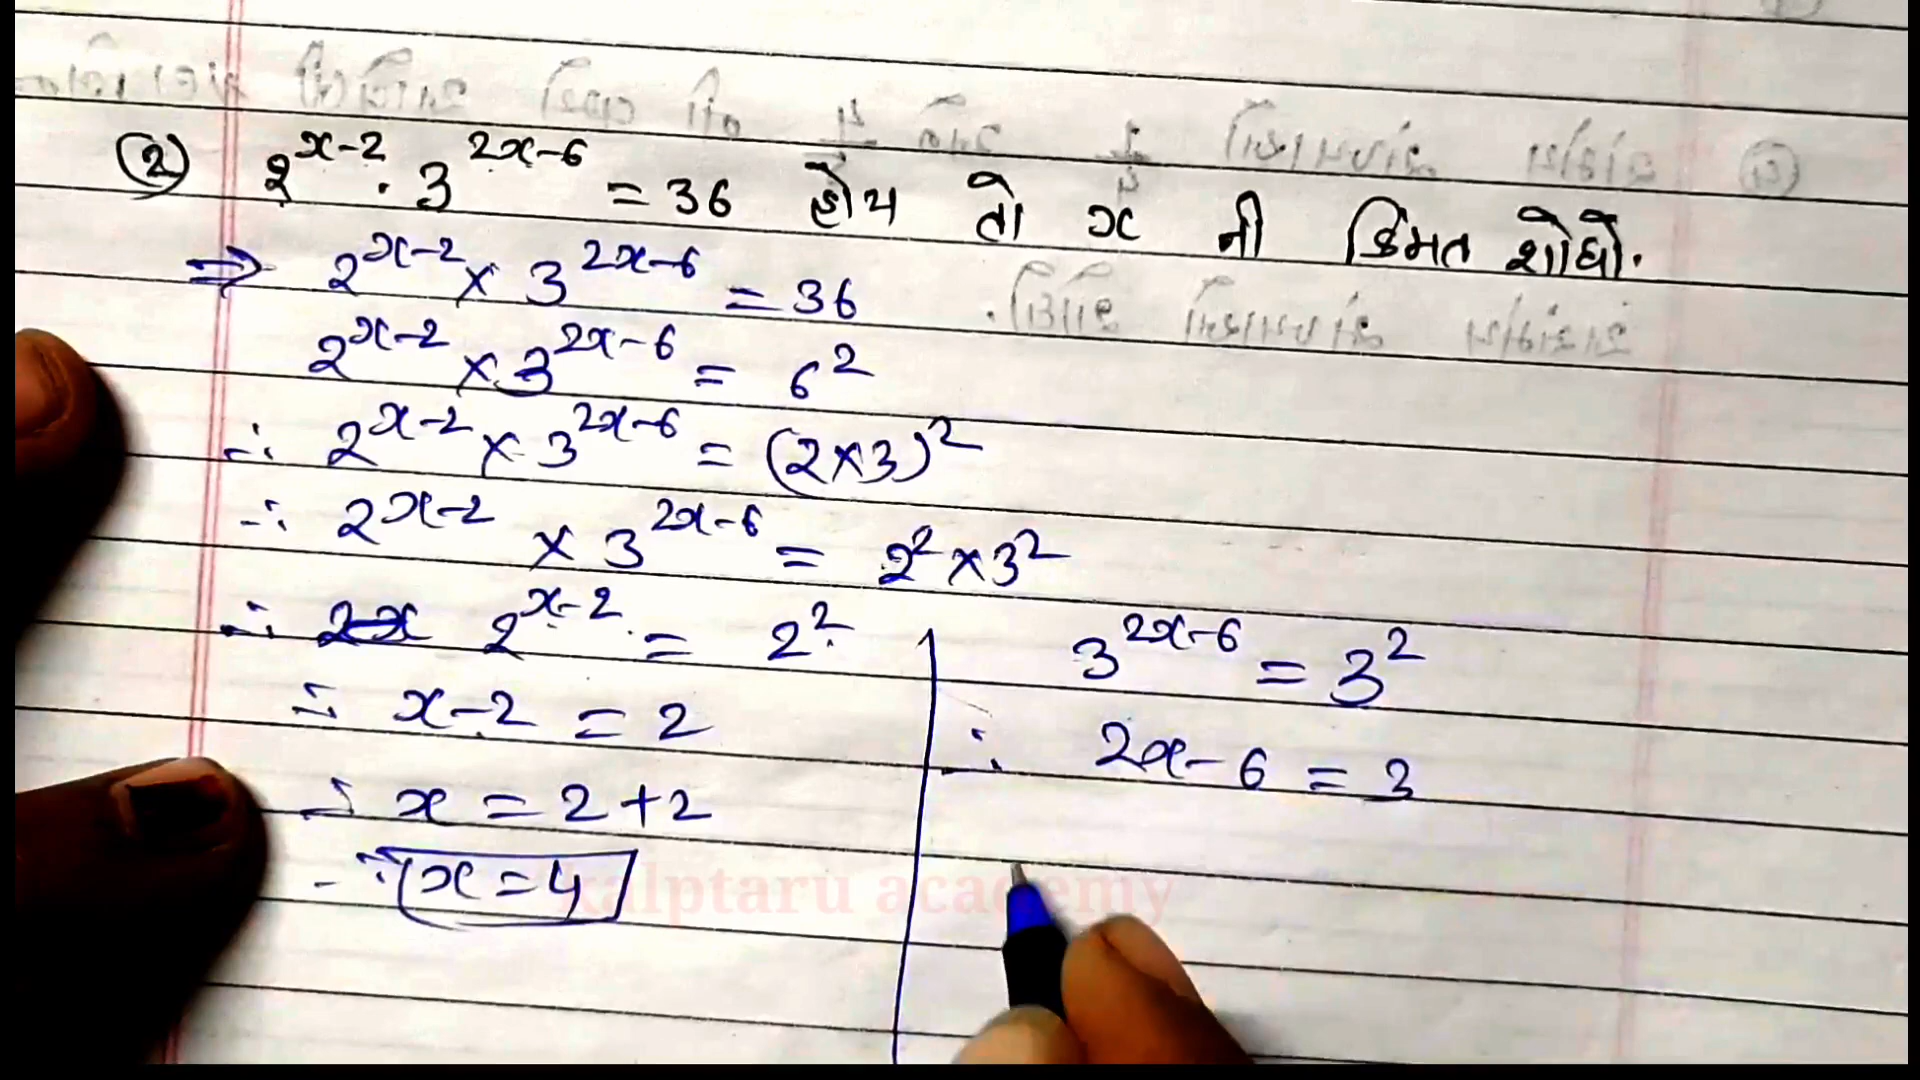 (2) 2^{x-2} · 3^{2x-6} = 36 હોય તો x ની કિંમત શોધો.
⇒ 2^{x-2} × 3^{2x-6} = 36
2^{x-2} × 3^{2x-6} = 6^2
∴ 2^{x-2} × 3^{2x-6} = (2×3)^2
∴ 2^{x-2} × 3^{2x-6} = 2^2 × 3^2
∴ 2^{x-2} = 2^2
∴ x-2 = 2
∴ x = 2+2
∴ x = 4
3^{2x-6} = 3^2
∴ 2x-6 = 3
kalptaru academy